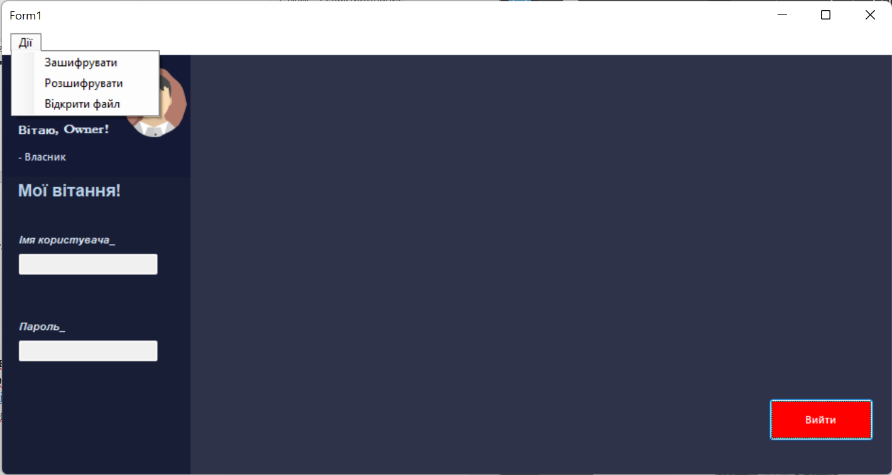 Form1
Дії
Зашифрувати
Розшифрувати
Відкрити файл
Вітаю, Owner!
- Власник
Мої вітання!
Імя користувача_
Пароль_
Вийти